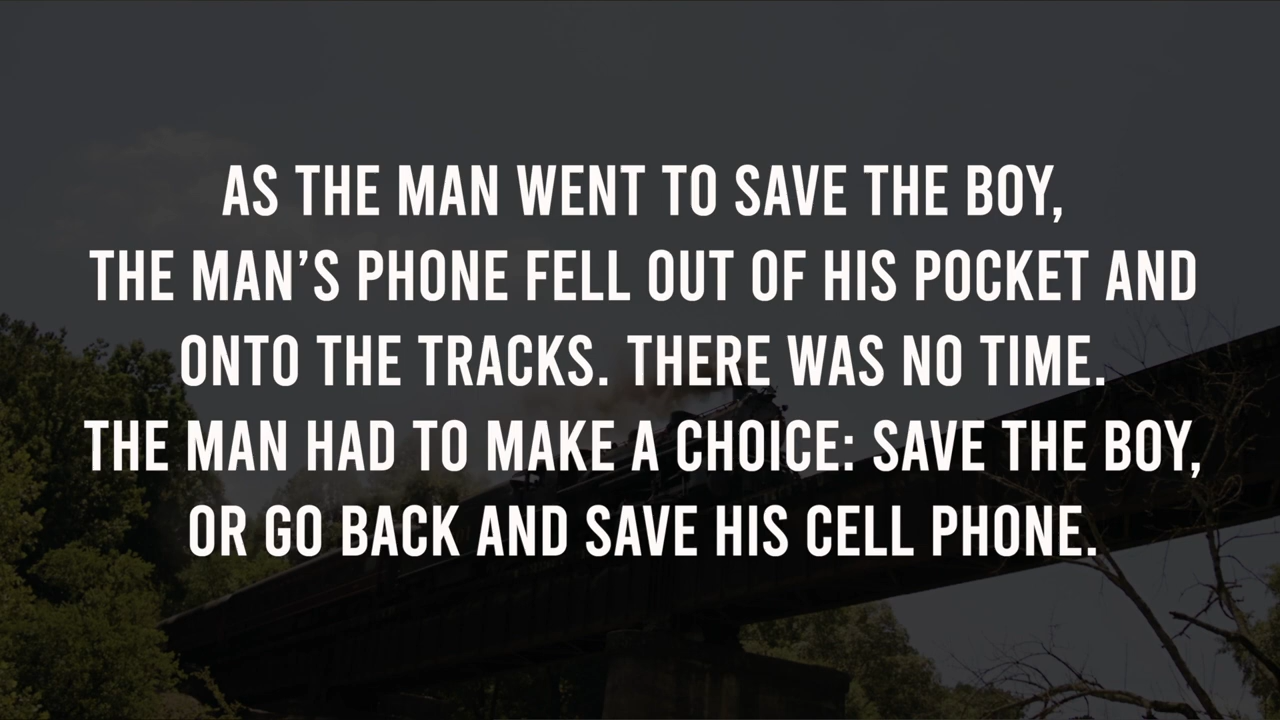 AS THE MAN WENT TO SAVE THE BOY,
THE MAN’S PHONE FELL OUT OF HIS POCKET AND
ONTO THE TRACKS. THERE WAS NO TIME.
THE MAN HAD TO MAKE A CHOICE: SAVE THE BOY,
OR GO BACK AND SAVE HIS CELL PHONE.